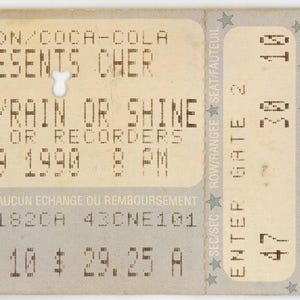 ON/COCA-COLA
ESENTS CHER
/RAIN OR SHINE
OR RECORDERS
9 1990 8 PM
AUCUN ECHANGE OU REMBOURSEMENT
182CA 43CNE101
10 $ 29.25 A
SEC/SEC ROW/RANGEE SEAT/FAUTEUIL
ENTER GATE 2
47 30 10